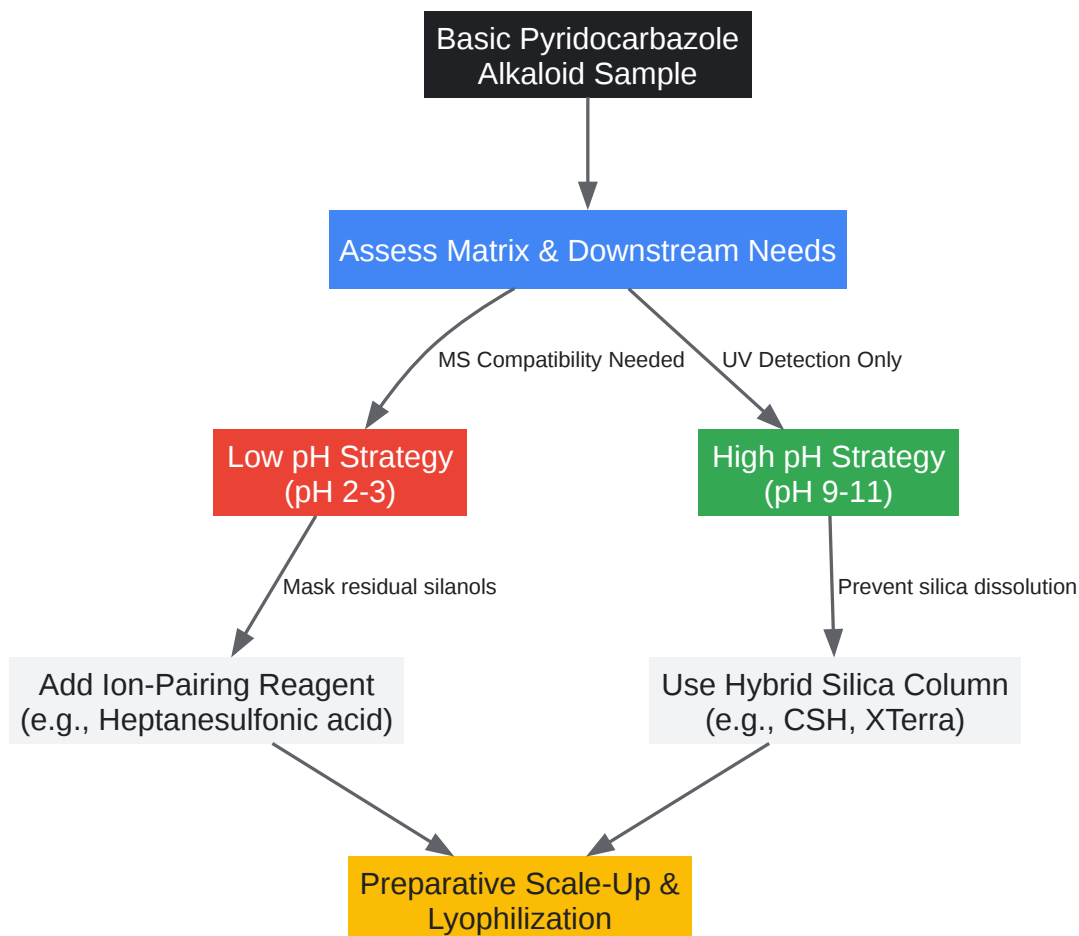 Basic Pyridocarbazole
Alkaloid Sample
Assess Matrix & Downstream Needs
MS Compatibility Needed
UV Detection Only
Low pH Strategy
(pH 2-3)
High pH Strategy
(pH 9-11)
Mask residual silanols
Prevent silica dissolution
Add Ion-Pairing Reagent
(e.g., Heptanesulfonic acid)
Use Hybrid Silica Column
(e.g., CSH, XTerra)
Preparative Scale-Up &
Lyophilization